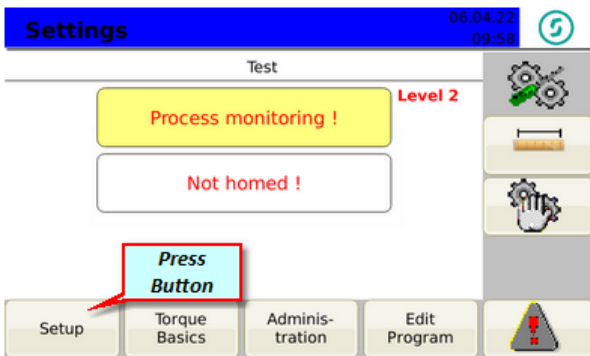 Settings
06.04.22
09:58
Test
Level 2
Process monitoring !
Not homed !
Press
Button
Setup
Torque
Basics
Adminis-
tration
Edit
Program